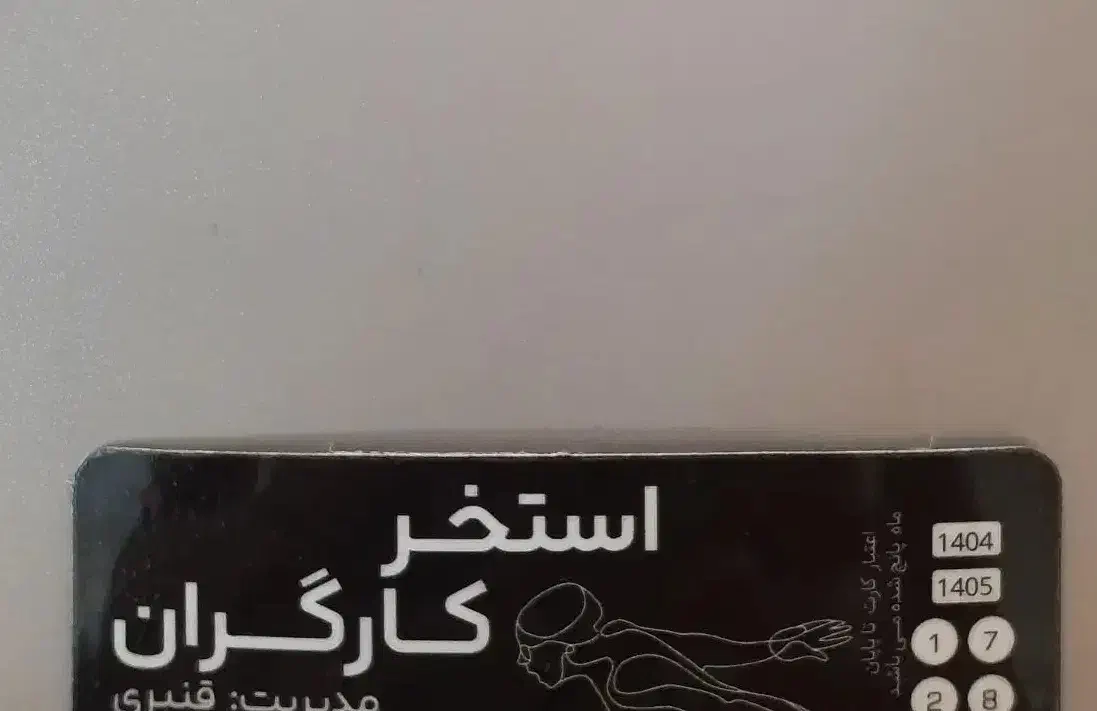 استخر
کارگران
مدیریت: قنبری
اعتبار کارت تا پایان
ماه پانچ شده می باشد
1404
1405
1 7
2 8